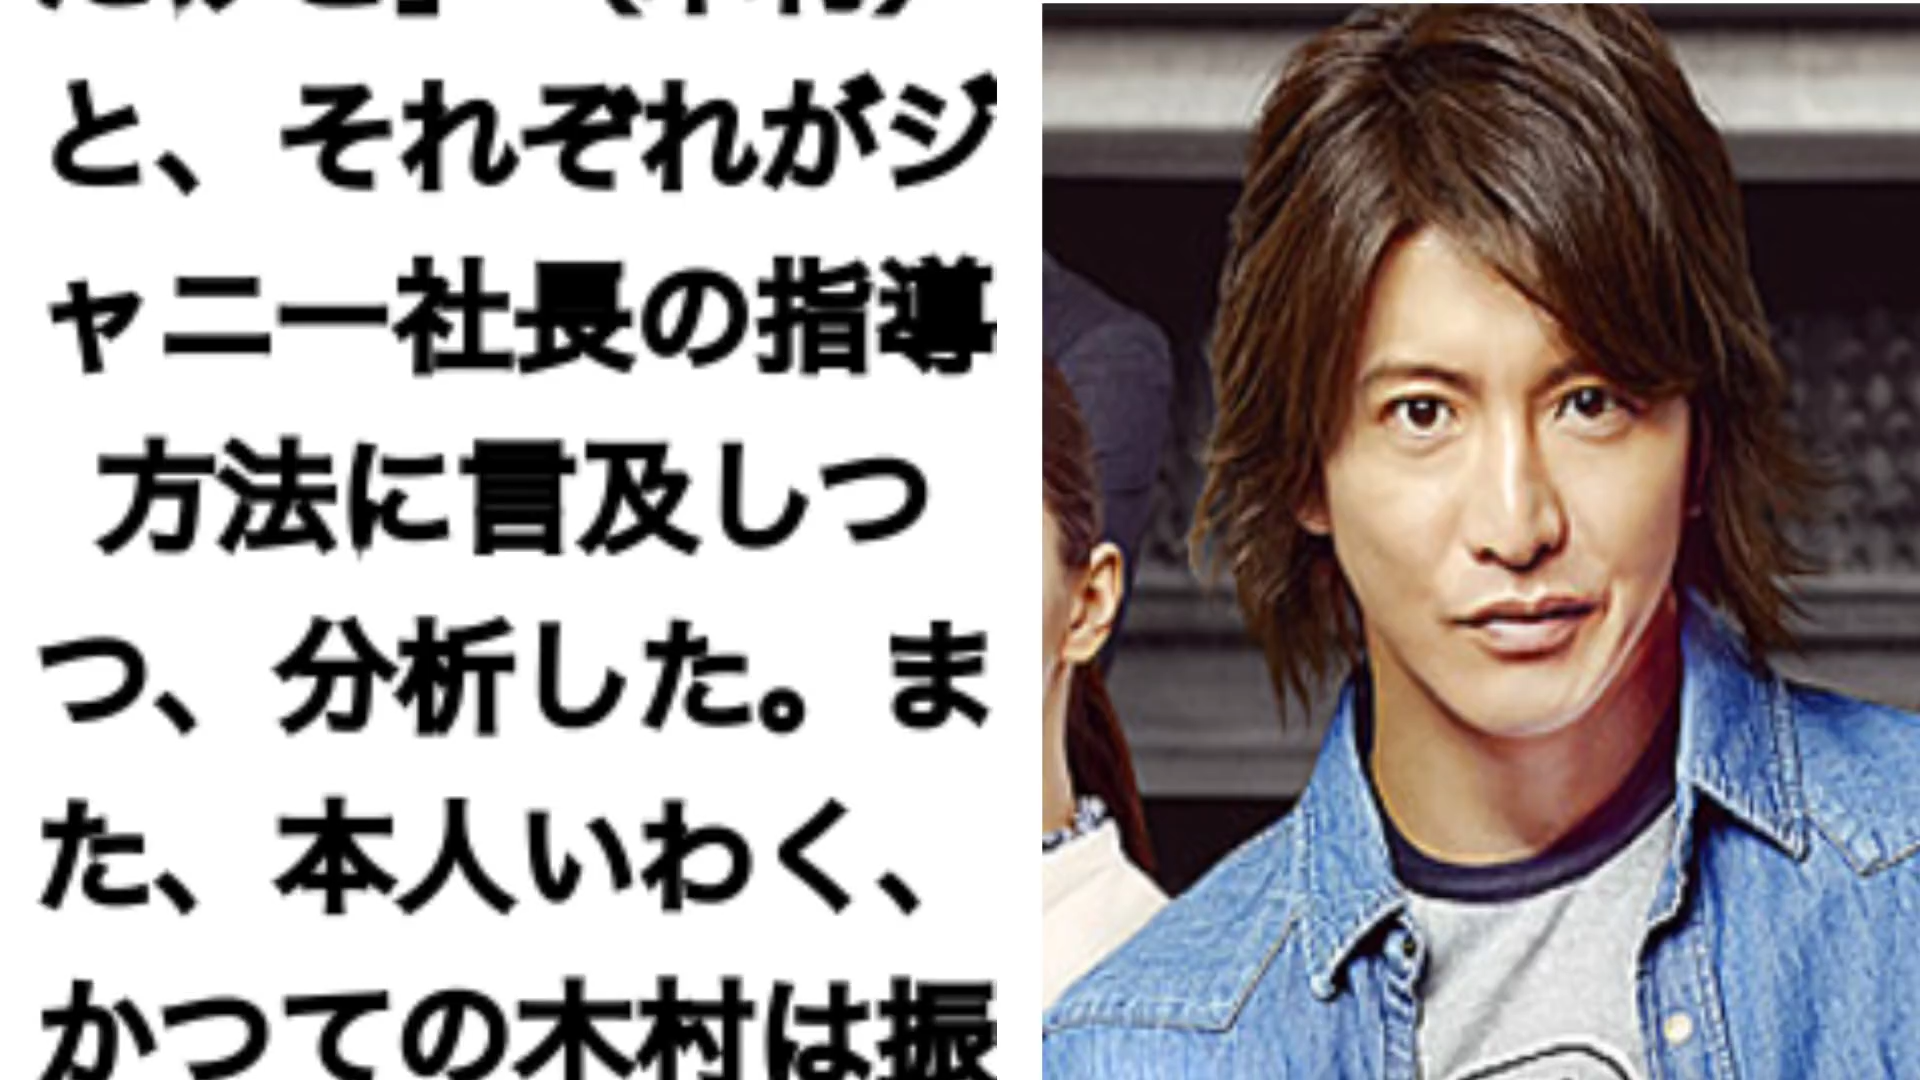 と、それぞれがジ
ャニー社長の指導
方法に言及しつ
つ、分析した。ま
た、本人いわく、
かつての木村は振